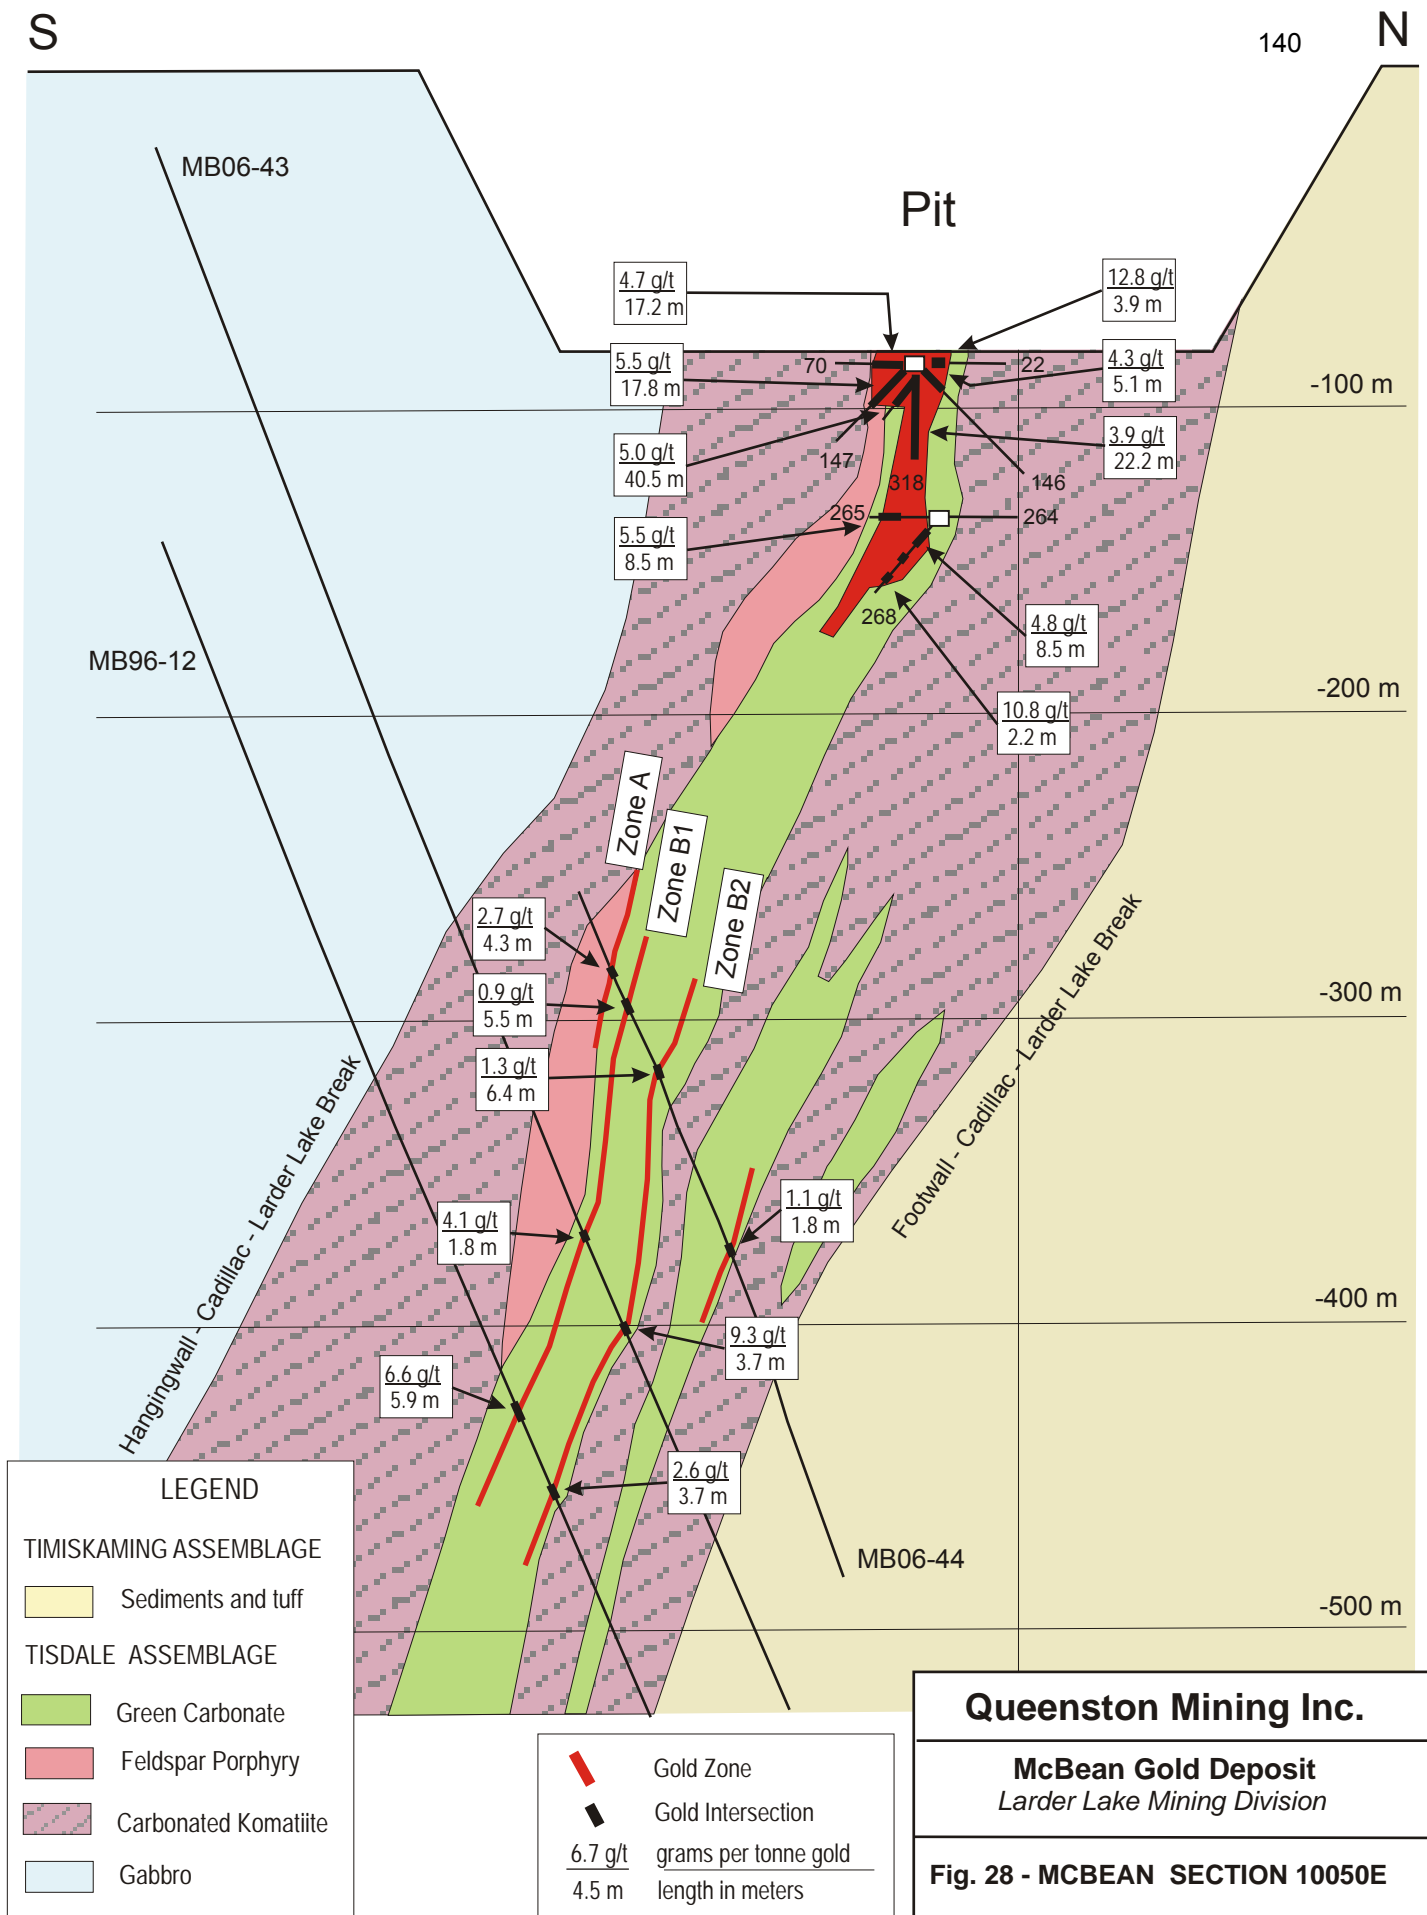 S
140
N
MB06-43
Pit
4.7 g/t
17.2 m
12.8 g/t
3.9 m
5.5 g/t
17.8 m
70
22
4.3 g/t
5.1 m
-100 m
5.0 g/t
40.5 m
147
318
146
3.9 g/t
22.2 m
265
264
5.5 g/t
8.5 m
268
4.8 g/t
8.5 m
MB96-12
10.8 g/t
2.2 m
-200 m
Zone A
Zone B1
Zone B2
2.7 g/t
4.3 m
0.9 g/t
5.5 m
-300 m
1.3 g/t
6.4 m
Hangingwall - Cadillac - Larder Lake Break
Footwall - Cadillac - Larder Lake Break
4.1 g/t
1.8 m
1.1 g/t
1.8 m
-400 m
9.3 g/t
3.7 m
6.6 g/t
5.9 m
2.6 g/t
3.7 m
MB06-44
-500 m
LEGEND
TIMISKAMING ASSEMBLAGE
Sediments and tuff
TISDALE ASSEMBLAGE
Green Carbonate
Feldspar Porphyry
Carbonated Komatiite
Gabbro
Gold Zone
Gold Intersection
6.7 g/t grams per tonne gold
4.5 m length in meters
Queenston Mining Inc.
McBean Gold Deposit
Larder Lake Mining Division
Fig. 28 - MCBEAN SECTION 10050E